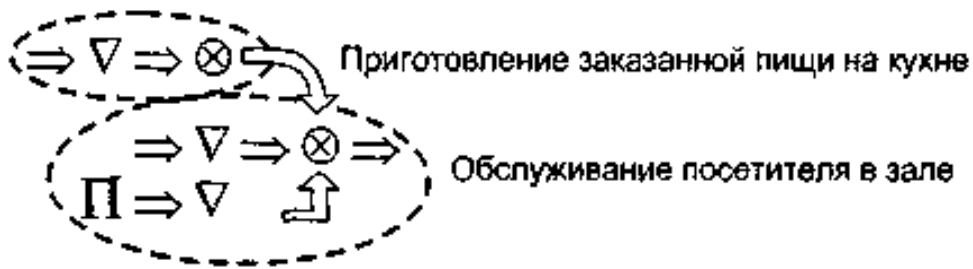 Приготовление заказанной пищи на кухне
Обслуживание посетителя в зале
П